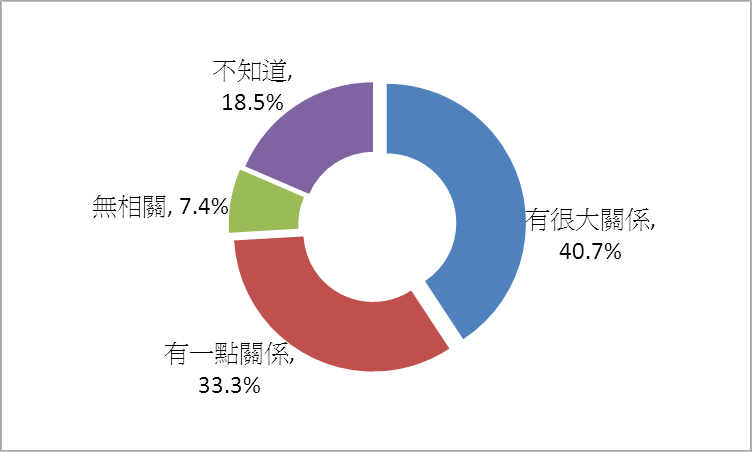 不知道,
18.5%
無相關, 7.4%
有很大關係,
40.7%
有一點關係,
33.3%